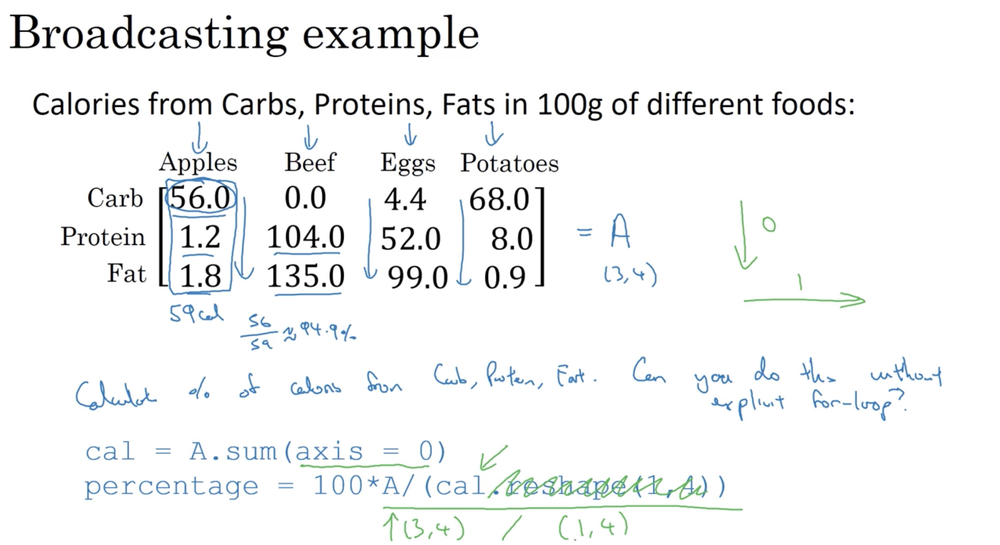 Broadcasting example
Calories from Carbs, Proteins, Fats in 100g of different foods:
Apples Beef Eggs Potatoes
Carb 56.0 0.0 4.4 68.0
Protein 1.2 104.0 52.0 8.0 = A
Fat 1.8 135.0 99.0 0.9 (3,4)
0
1
59cal
56/59 ≈ 94.9%
Calculate % of calories from Carb, Protein, Fat. Can you do this without
explicit for-loop?
cal = A.sum(axis = 0)
percentage = 100*A/(cal.reshape(1,4))
(3,4) / (1,4)